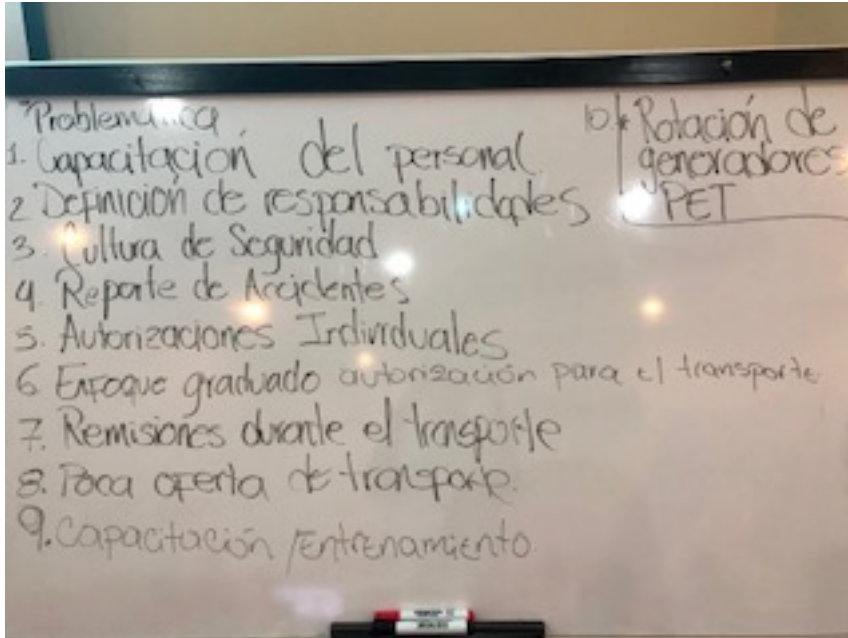 Problemática
1. Capacitación del personal
2 Definición de responsabilidades
3. Cultura de Seguridad
4. Reporte de Accidentes
5. Autorizaciones Individuales
6 Enfoque graduado autorización para el transporte
7. Remisiones durante el transporte
8. Poca oferta de transporte.
9. Capacitación /Entrenamiento
10. Rotación de
generadores
PET